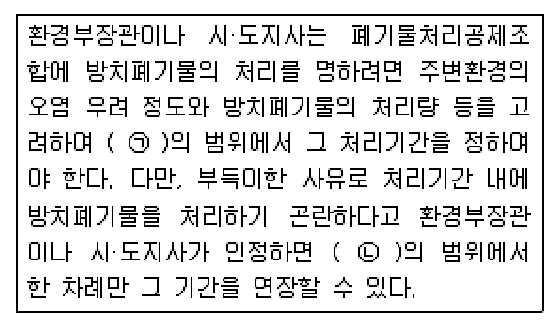 환경부장관이나 시·도지사는 폐기물처리공제조
합에 방치폐기물의 처리를 명하려면 주변환경의
오염 우려 정도와 방치폐기물의 처리량 등을 고
려하여 ( ㉠ )의 범위에서 그 처리기간을 정하여
야 한다. 다만, 부득이한 사유로 처리기간 내에
방치폐기물을 처리하기 곤란하다고 환경부장관
이나 시·도지사가 인정하면 ( ㉡ )의 범위에서
한 차례만 그 기간을 연장할 수 있다.